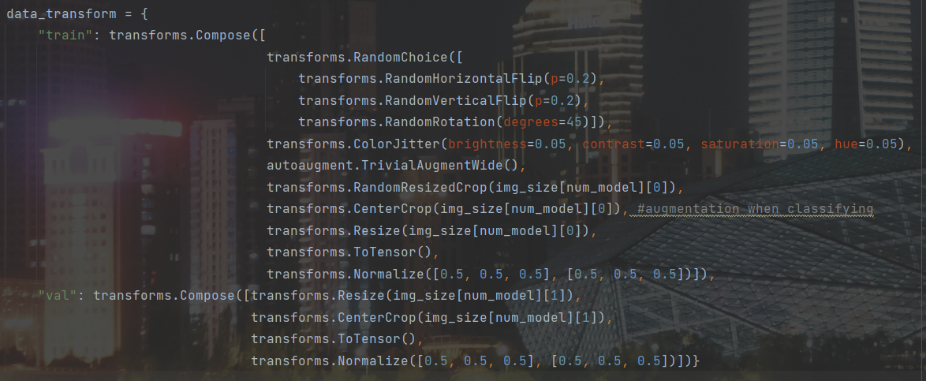 data_transform = {
    "train": transforms.Compose([
                                 transforms.RandomChoice([
                                     transforms.RandomHorizontalFlip(p=0.2),
                                     transforms.RandomVerticalFlip(p=0.2),
                                     transforms.RandomRotation(degrees=45)]),
                                 transforms.ColorJitter(brightness=0.05, contrast=0.05, saturation=0.05, hue=0.05),
                                 autoaugment.TrivialAugmentWide(),
                                 transforms.RandomResizedCrop(img_size[num_model][0]),
                                 transforms.CenterCrop(img_size[num_model][0]), #augmentation when classifying
                                 transforms.Resize(img_size[num_model][0]),
                                 transforms.ToTensor(),
                                 transforms.Normalize([0.5, 0.5, 0.5], [0.5, 0.5, 0.5])]),
    "val": transforms.Compose([transforms.Resize(img_size[num_model][1]),
                               transforms.CenterCrop(img_size[num_model][1]),
                               transforms.ToTensor(),
                               transforms.Normalize([0.5, 0.5, 0.5], [0.5, 0.5, 0.5])])}